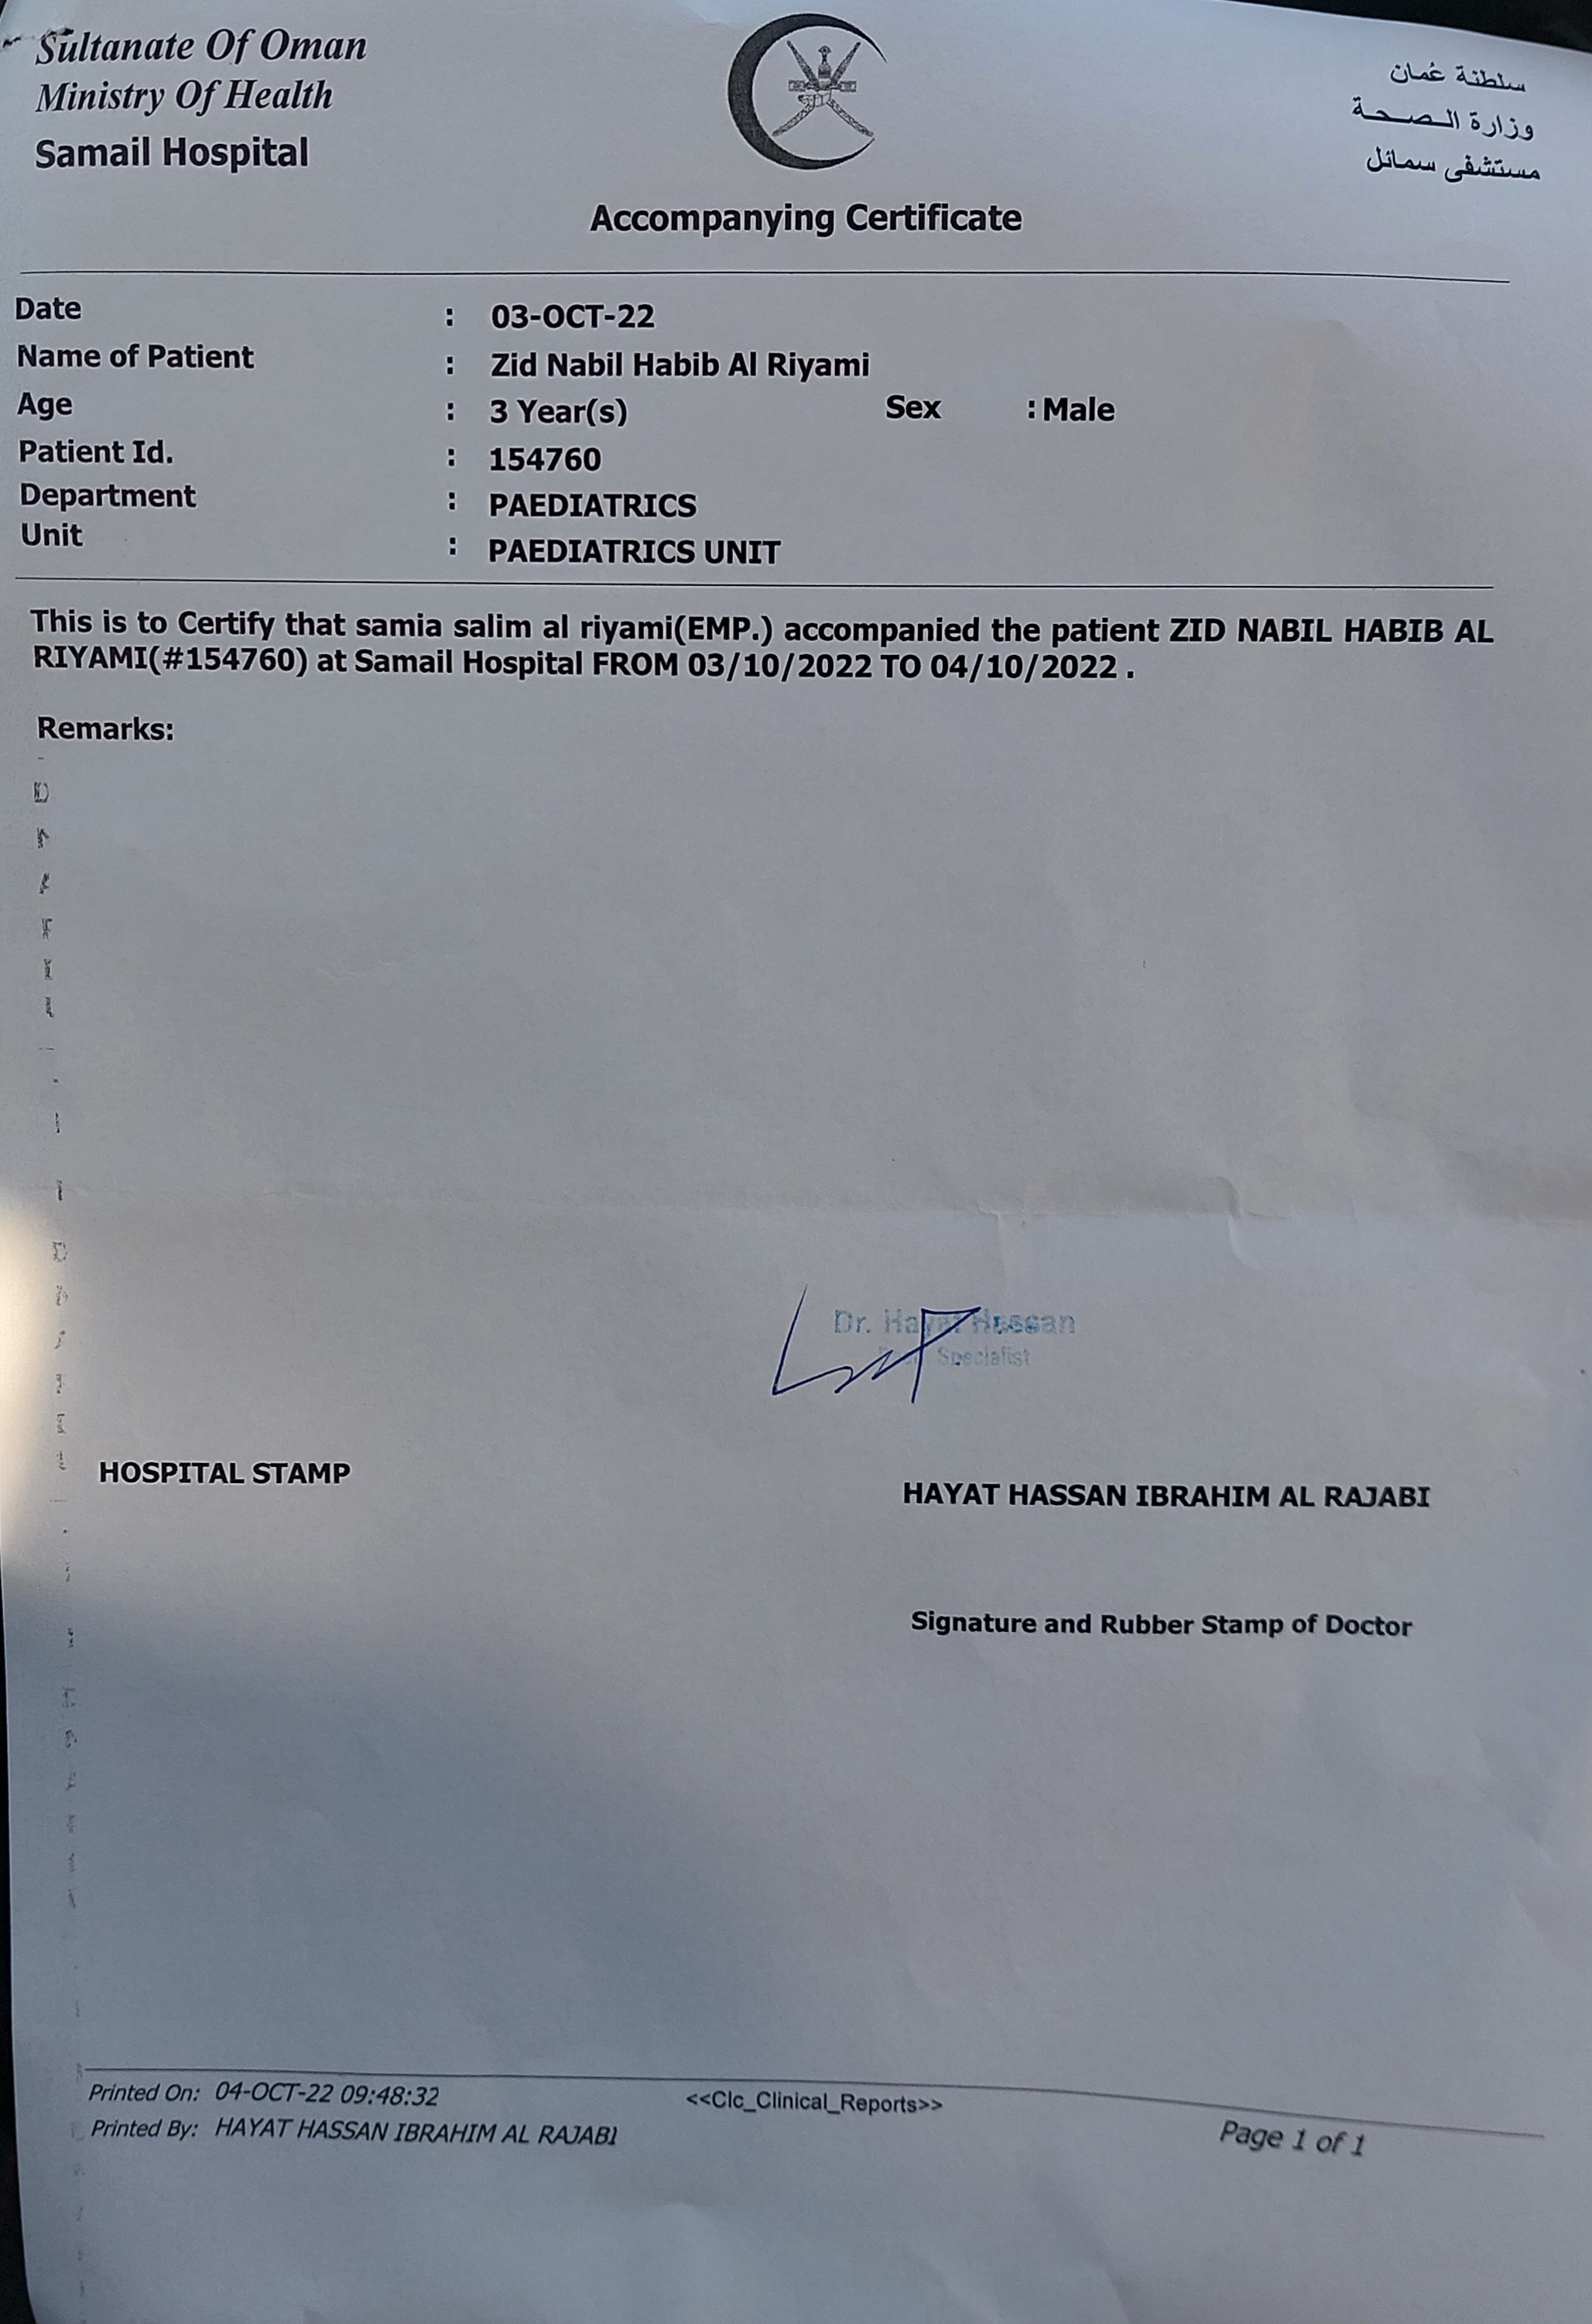 Sultanate Of Oman
Ministry Of Health
Samail Hospital
سلطنة عُمان
وزارة الـصـحـة
مستشفى سمائل
Accompanying Certificate
Date : 03-OCT-22
Name of Patient : Zid Nabil Habib Al Riyami
Age : 3 Year(s) Sex : Male
Patient Id. : 154760
Department : PAEDIATRICS
Unit : PAEDIATRICS UNIT
This is to Certify that samia salim al riyami(EMP.) accompanied the patient ZID NABIL HABIB AL
RIYAMI(#154760) at Samail Hospital FROM 03/10/2022 TO 04/10/2022 .
Remarks:
Dr. Hayat Hassan
Specialist
HOSPITAL STAMP
HAYAT HASSAN IBRAHIM AL RAJABI
Signature and Rubber Stamp of Doctor
Printed On: 04-OCT-22 09:48:32
<<Clc_Clinical_Reports>>
Printed By: HAYAT HASSAN IBRAHIM AL RAJABI
Page 1 of 1